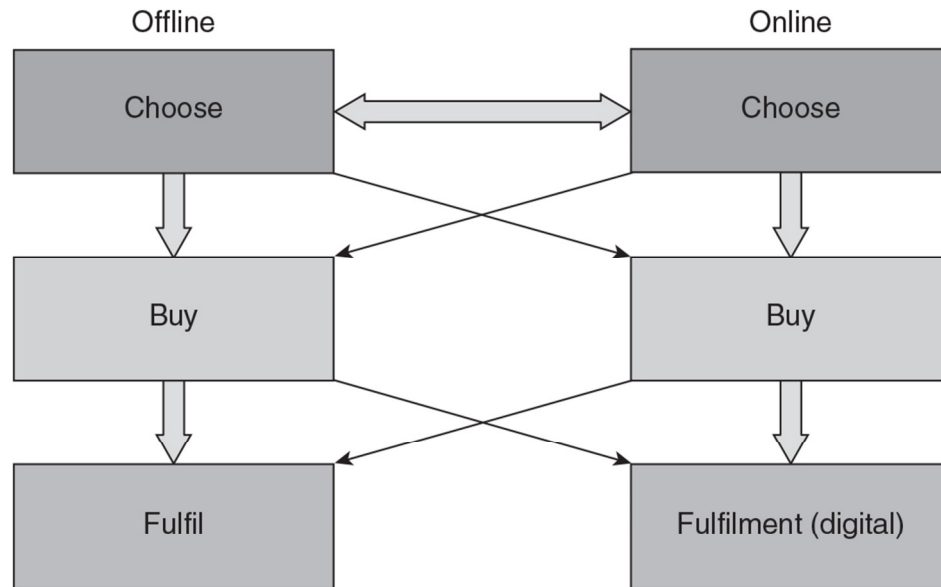 Offline
Online
Choose
Choose
Buy
Buy
Fulfil
Fulfilment (digital)